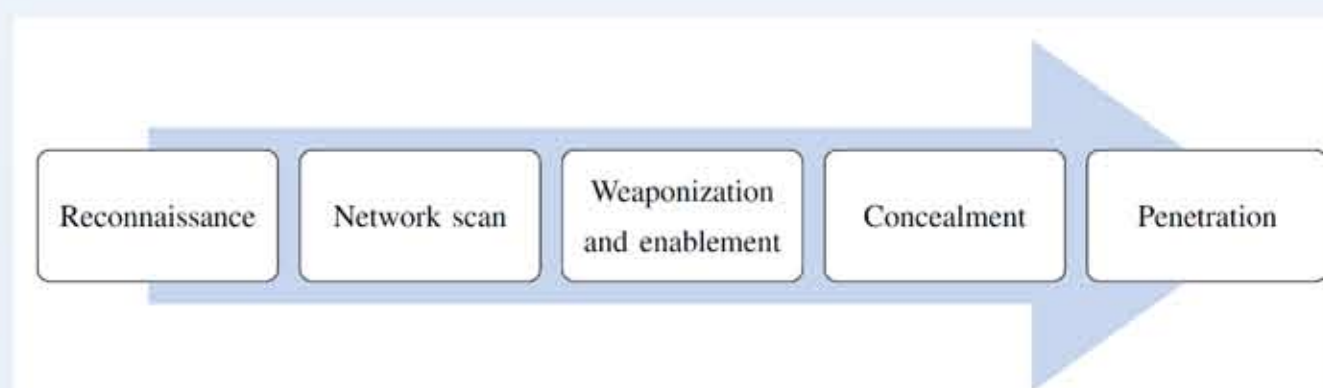 Reconnaissance
Network scan
Weaponization
and enablement
Concealment
Penetration